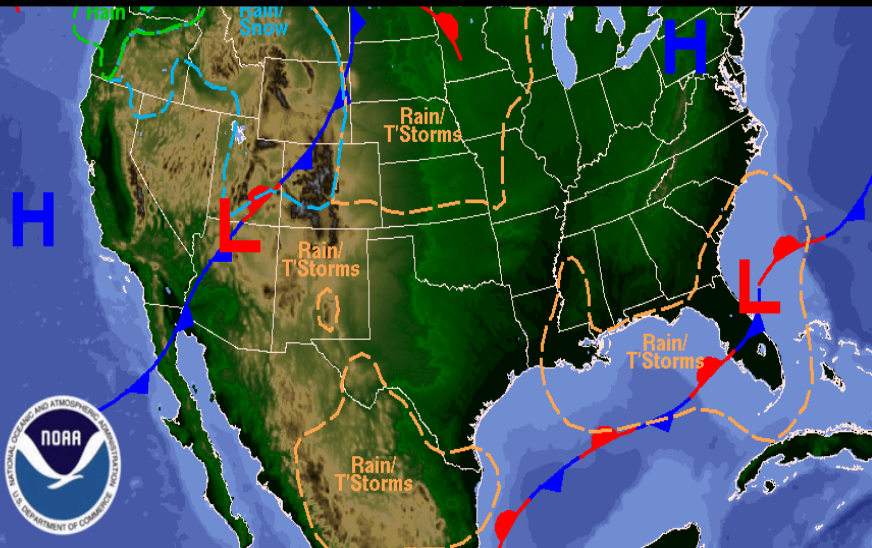 Rain
Rain/
Snow
H
Rain/
T'Storms
H
L
Rain/
T'Storms
L
Rain/
T'Storms
Rain/
T'Storms
NATIONAL OCEANIC AND ATMOSPHERIC ADMINISTRATION
NOAA
U.S. DEPARTMENT OF COMMERCE